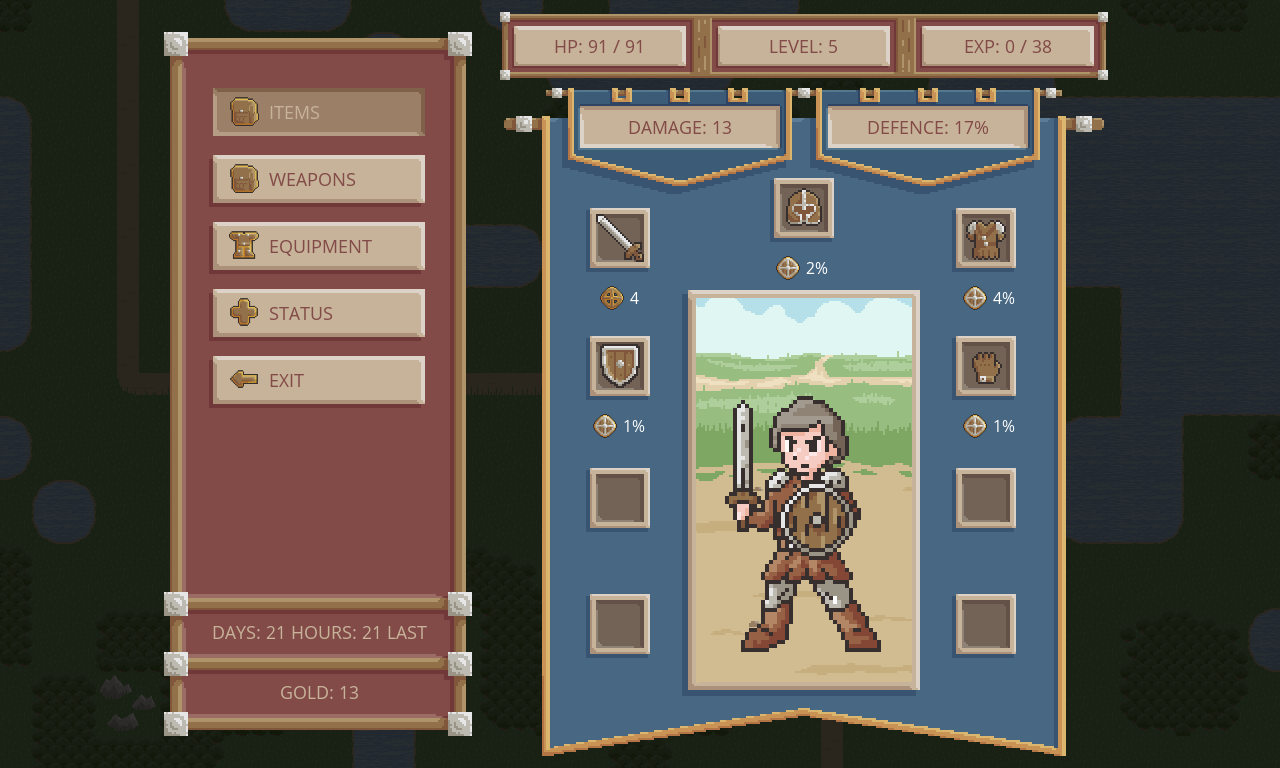 ITEMS
WEAPONS
EQUIPMENT
STATUS
EXIT
DAYS: 21 HOURS: 21 LAST
GOLD: 13
HP: 91 / 91
LEVEL: 5
EXP: 0 / 38
DAMAGE: 13
DEFENCE: 17%
2%
4
4%
1%
1%